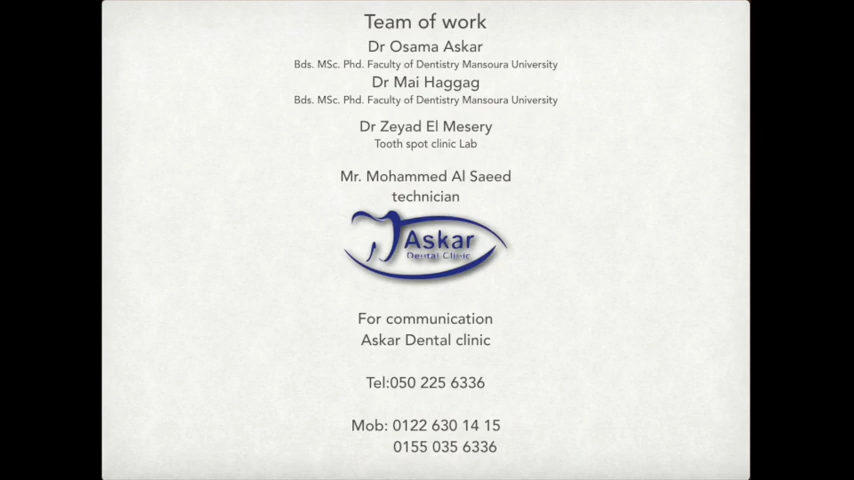 Team of work
Dr Osama Askar
Bds. MSc. Phd. Faculty of Dentistry Mansoura University
Dr Mai Haggag
Bds. MSc. Phd. Faculty of Dentistry Mansoura University
Dr Zeyad El Mesery
Tooth spot clinic Lab
Mr. Mohammed Al Saeed
technician
Askar
Dental Clinic
For communication
Askar Dental clinic
Tel:050 225 6336
Mob: 0122 630 14 15
0155 035 6336